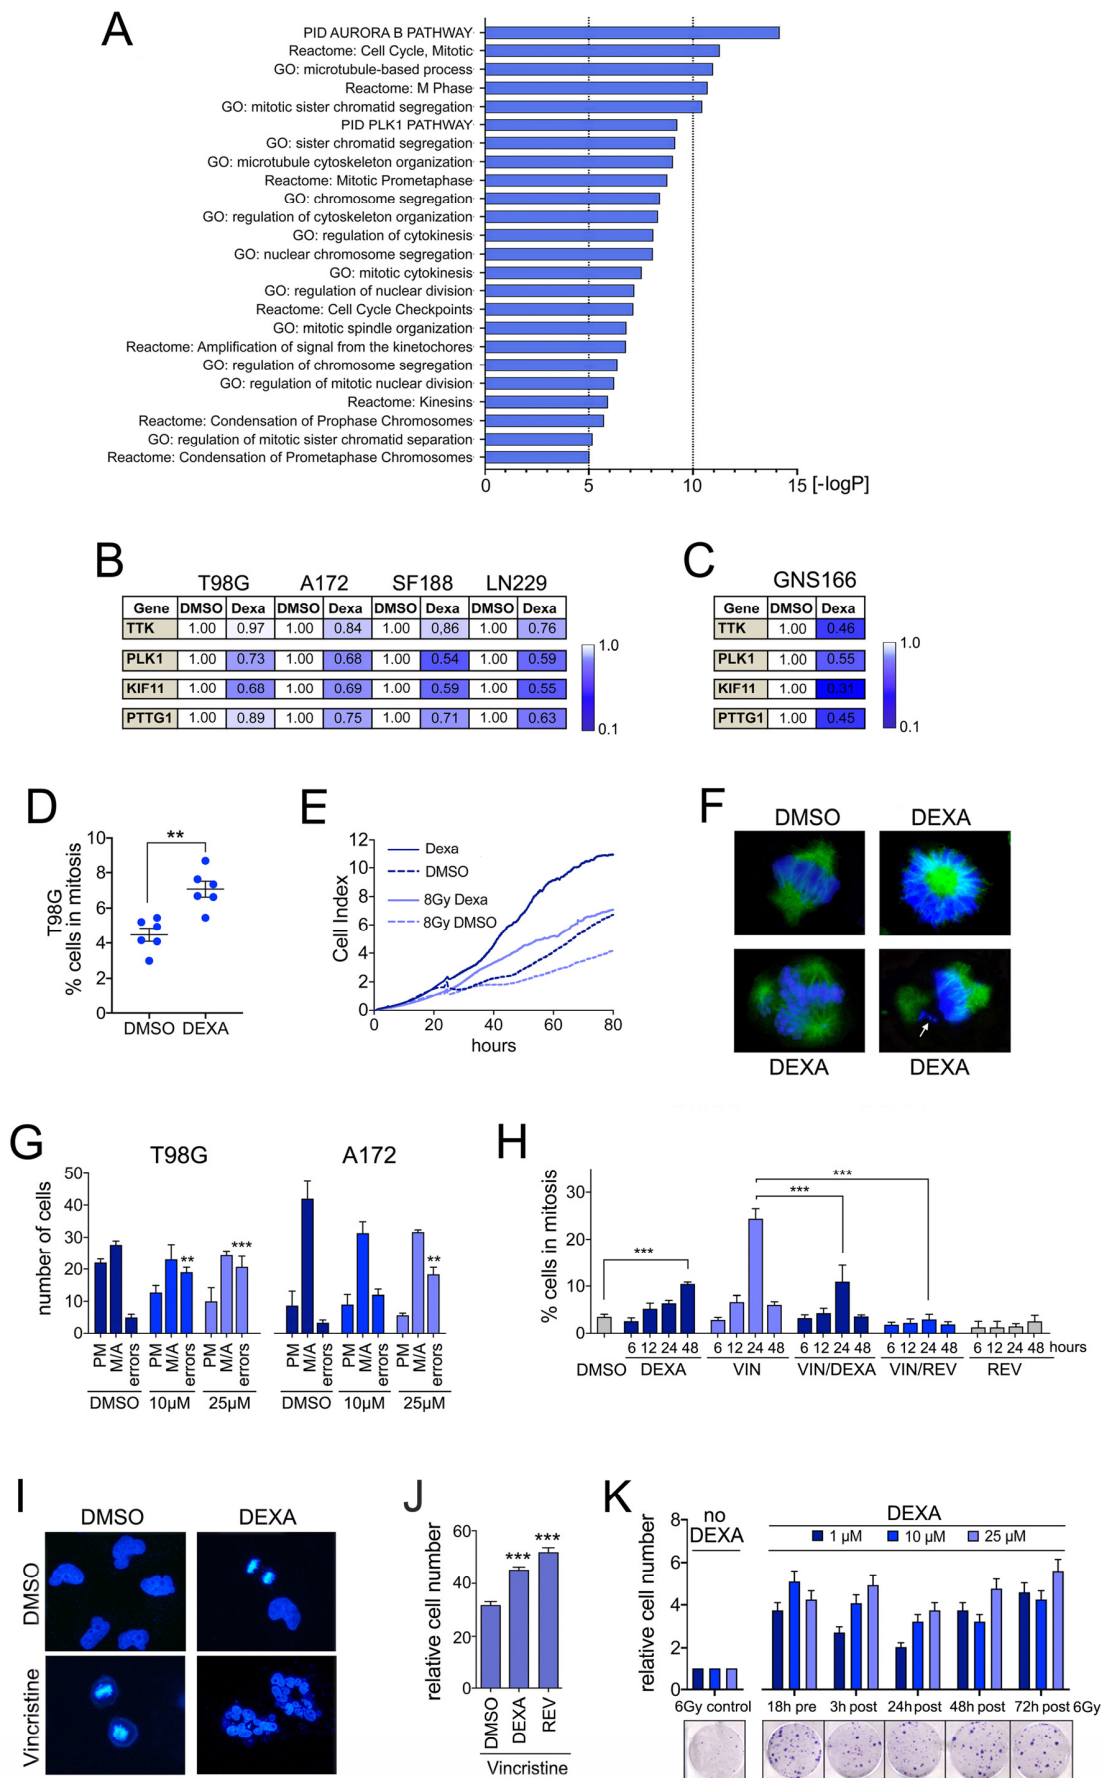 A
PID AURORA B PATHWAY
Reactome: Cell Cycle, Mitotic
GO: microtubule-based process
Reactome: M Phase
GO: mitotic sister chromatid segregation
PID PLK1 PATHWAY
GO: sister chromatid segregation
GO: microtubule cytoskeleton organization
Reactome: Mitotic Prometaphase
GO: chromosome segregation
GO: regulation of cytoskeleton organization
GO: regulation of cytokinesis
GO: nuclear chromosome segregation
GO: mitotic cytokinesis
GO: regulation of nuclear division
Reactome: Cell Cycle Checkpoints
GO: mitotic spindle organization
Reactome: Amplification of signal from the kinetochores
GO: regulation of chromosome segregation
GO: regulation of mitotic nuclear division
Reactome: Kinesins
Reactome: Condensation of Prophase Chromosomes
GO: regulation of mitotic sister chromatid separation
Reactome: Condensation of Prometaphase Chromosomes
0 5 10 15 [-logP]
B
T98G A172 SF188 LN229
Gene DMSO Dexa DMSO Dexa DMSO Dexa DMSO Dexa
TTK 1.00 0.97 1.00 0.84 1.00 0,86 1.00 0.76
PLK1 1.00 0.73 1.00 0.68 1.00 0.54 1.00 0.59
KIF11 1.00 0.68 1.00 0.69 1.00 0.59 1.00 0.55
PTTG1 1.00 0.89 1.00 0.75 1.00 0.71 1.00 0.63
1.0
0.1
C
GNS166
Gene DMSO Dexa
TTK 1.00 0.46
PLK1 1.00 0.55
KIF11 1.00 0.31
PTTG1 1.00 0.45
1.0
0.1
D
T98G
% cells in mitosis
10
8
6
4
2
0
**
DMSO DEXA
E
Cell Index
12
10
8
6
4
2
0
Dexa
DMSO
8Gy Dexa
8Gy DMSO
0 20 40 60 80
hours
F
DMSO DEXA
DEXA DEXA
G
T98G A172
number of cells
50
40
30
20
10
0
** *** **
PM M/A errors PM M/A errors PM M/A errors PM M/A errors PM M/A errors PM M/A errors
DMSO 10µM 25µM DMSO 10µM 25µM
H
% cells in mitosis
30
20
10
0
***
***
***
6 12 24 48 6 12 24 48 6 12 24 48 6 12 24 48 6 12 24 48 hours
DMSO DEXA VIN VIN/DEXA VIN/REV REV
I
DMSO DEXA
DMSO
Vincristine
J
relative cell number
60
40
20
0
*** ***
DMSO DEXA REV
Vincristine
K
relative cell number
8
6
4
2
0
no
DEXA
DEXA
1 µM 10 µM 25 µM
6Gy control 18h pre 3h post 24h post 48h post 72h post 6Gy